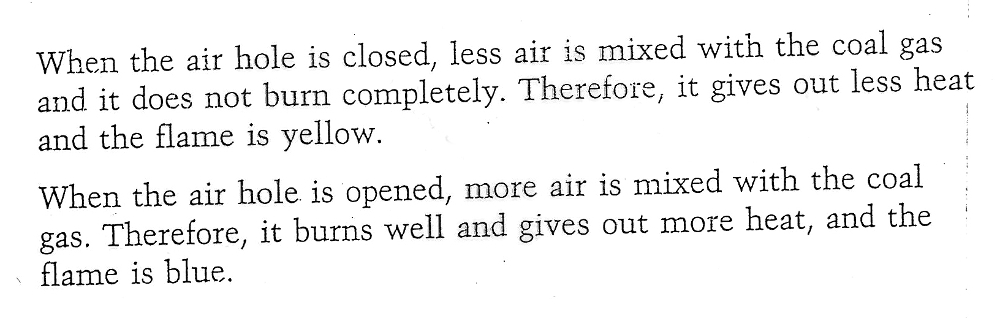 When the air hole is closed, less air is mixed with the coal gas
and it does not burn completely. Therefore, it gives out less heat
and the flame is yellow.
When the air hole is opened, more air is mixed with the coal
gas. Therefore, it burns well and gives out more heat, and the
flame is blue.